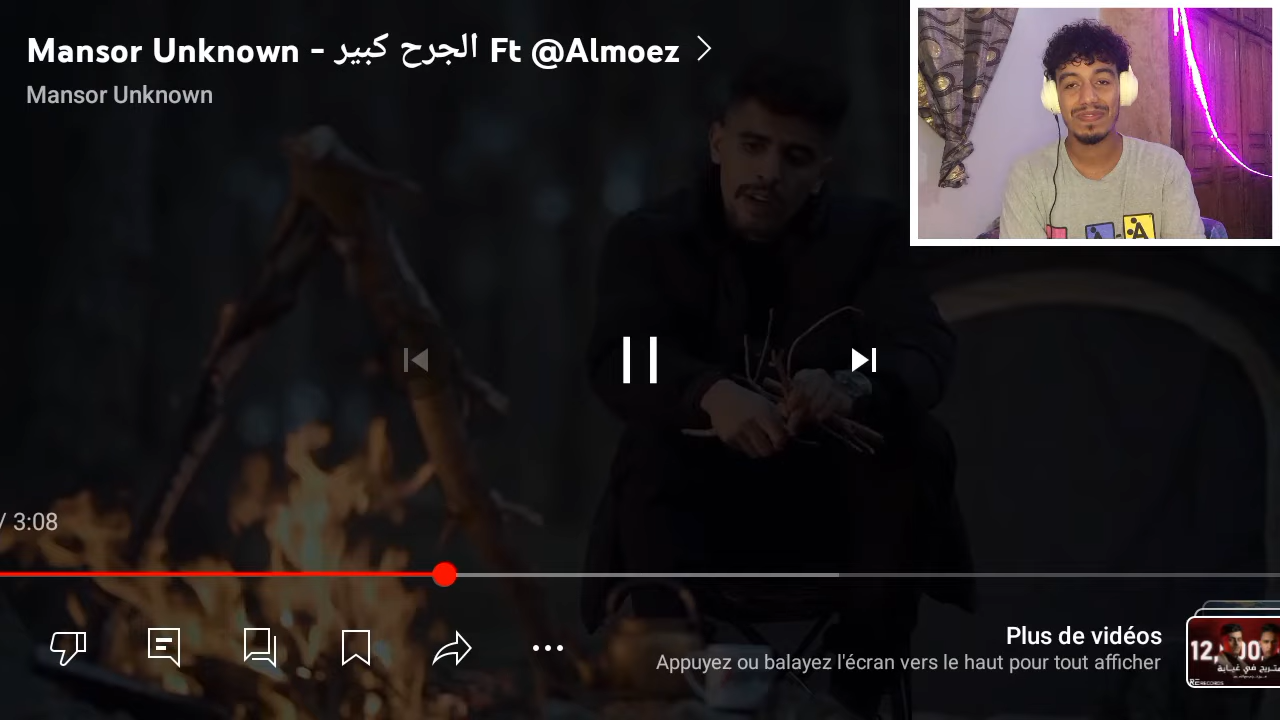 Mansor Unknown - الجرح كبير Ft @Almoez
Mansor Unknown
/ 3:08
Plus de vidéos
Appuyez ou balayez l'écran vers le haut pour tout afficher
RECORDS